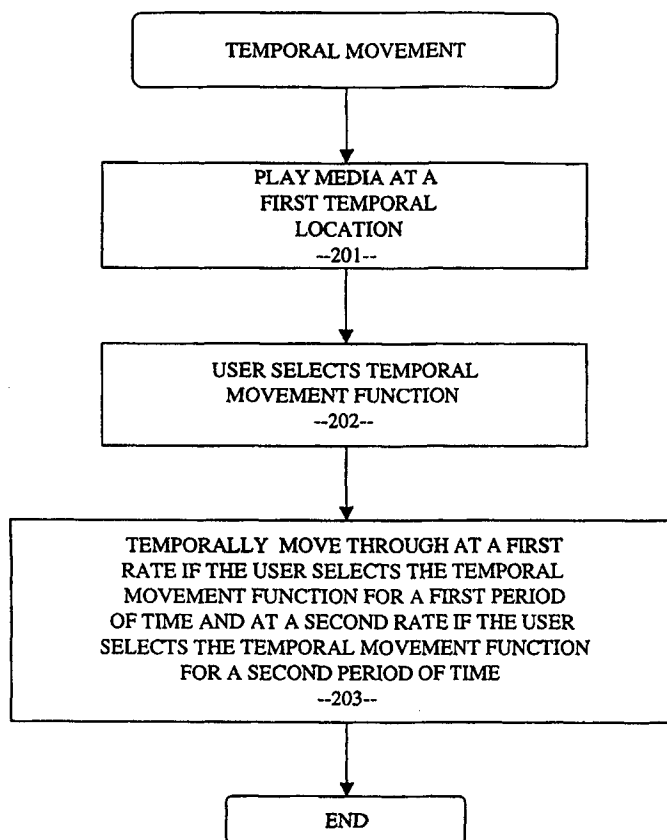 TEMPORAL MOVEMENT
PLAY MEDIA AT A
FIRST TEMPORAL
LOCATION
--201--
USER SELECTS TEMPORAL
MOVEMENT FUNCTION
--202--
TEMPORALLY MOVE THROUGH AT A FIRST
RATE IF THE USER SELECTS THE TEMPORAL
MOVEMENT FUNCTION FOR A FIRST PERIOD
OF TIME AND AT A SECOND RATE IF THE USER
SELECTS THE TEMPORAL MOVEMENT FUNCTION
FOR A SECOND PERIOD OF TIME
--203--
END